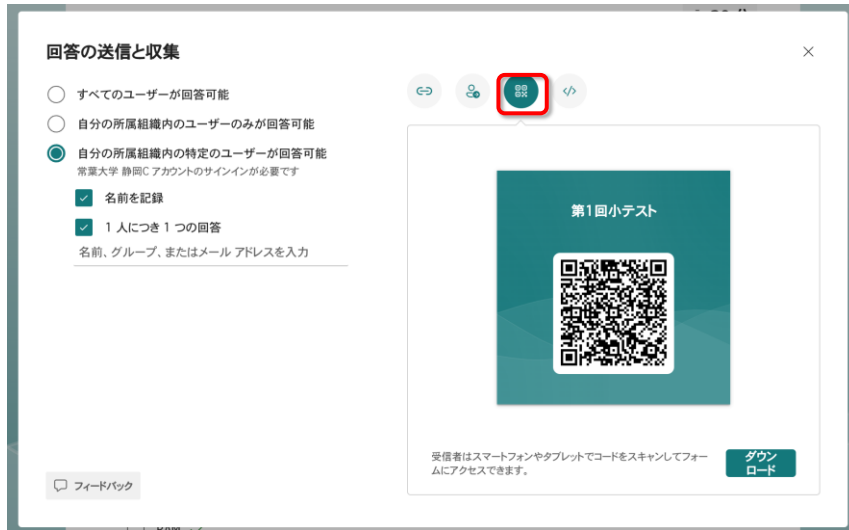 回答の送信と収集
すべてのユーザーが回答可能
自分の所属組織内のユーザーのみが回答可能
自分の所属組織内の特定のユーザーが回答可能
常葉大学 静岡C アカウントのサインインが必要です
名前を記録
1 人につき 1 つの回答
名前、グループ、またはメール アドレスを入力
フィードバック
第1回小テスト
受信者はスマートフォンやタブレットでコードをスキャンしてフォー
ムにアクセスできます。
ダウン
ロード